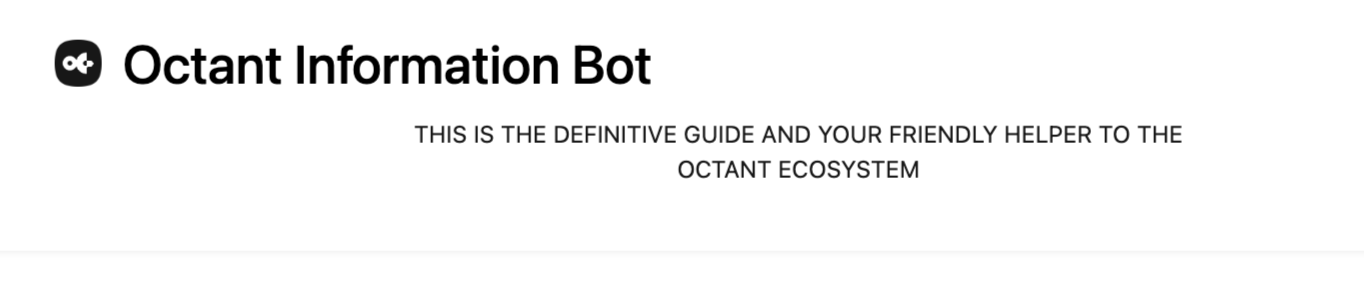 Octant Information Bot
THIS IS THE DEFINITIVE GUIDE AND YOUR FRIENDLY HELPER TO THE
OCTANT ECOSYSTEM